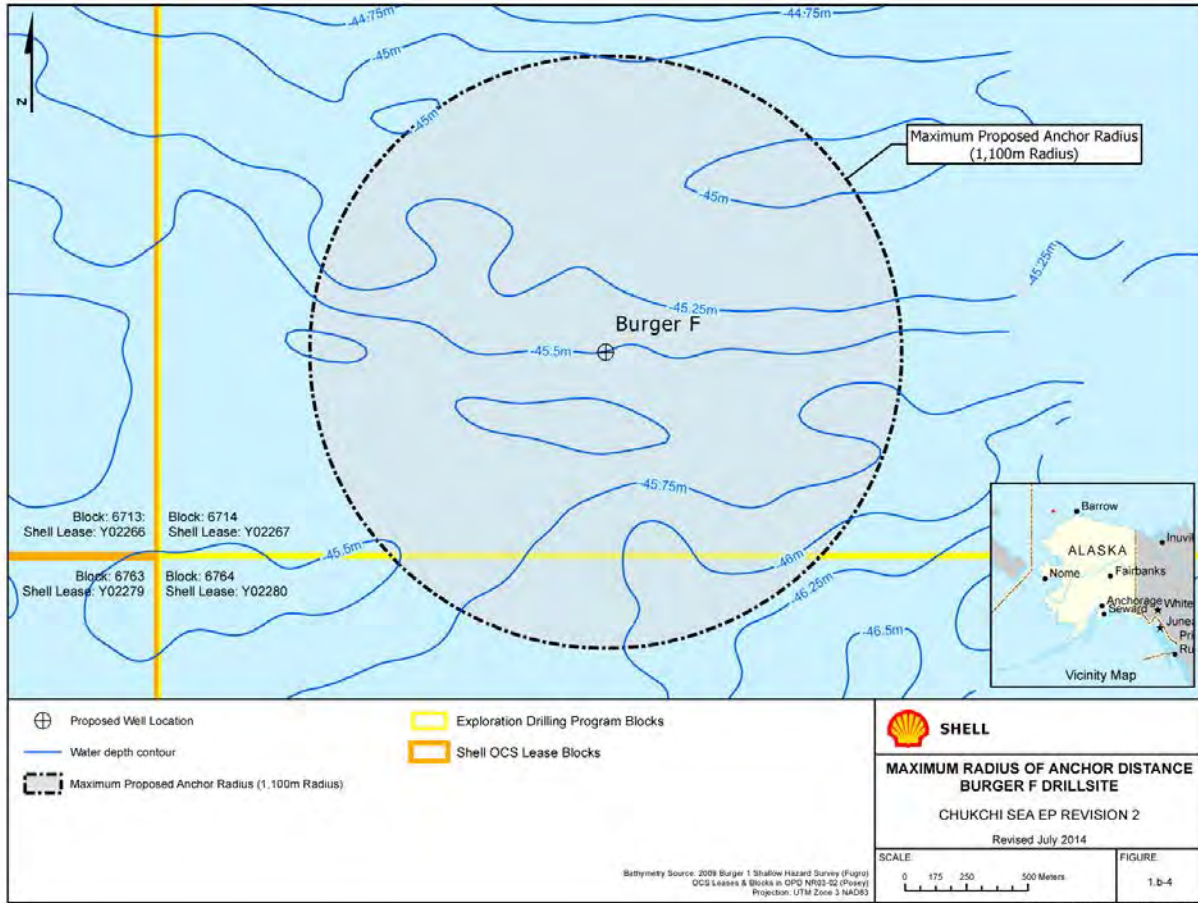 -44.75m
-44.75m
N
-45m
-45m
Maximum Proposed Anchor Radius
(1,100m Radius)
-45m
-45.25m
-45.25m
Burger F
-45.5m
-45.75m
Block: 6713:
Shell Lease: Y02266
Block: 6714
Shell Lease: Y02267
-45.5m
-46m
Block: 6763
Shell Lease: Y02279
Block: 6764
Shell Lease: Y02280
-46.25m
-46.5m
Barrow
Inuvi
ALASKA
Nome
Fairbanks
Anchorage
White
Seward
June
Pri
Ru
Vicinity Map
Proposed Well Location
Water depth contour
Maximum Proposed Anchor Radius (1,100m Radius)
Exploration Drilling Program Blocks
Shell OCS Lease Blocks
Bathymetry Source: 2009 Burger 1 Shallow Hazard Survey (Fugro)
OCS Leases & Blocks in OPD NR03-02 (Posey)
Projection: UTM Zone 3 NAD83
SHELL
MAXIMUM RADIUS OF ANCHOR DISTANCE
BURGER F DRILLSITE
CHUKCHI SEA EP REVISION 2
Revised July 2014
SCALE:
0 175 250 500 Meters
FIGURE:
1.b-4